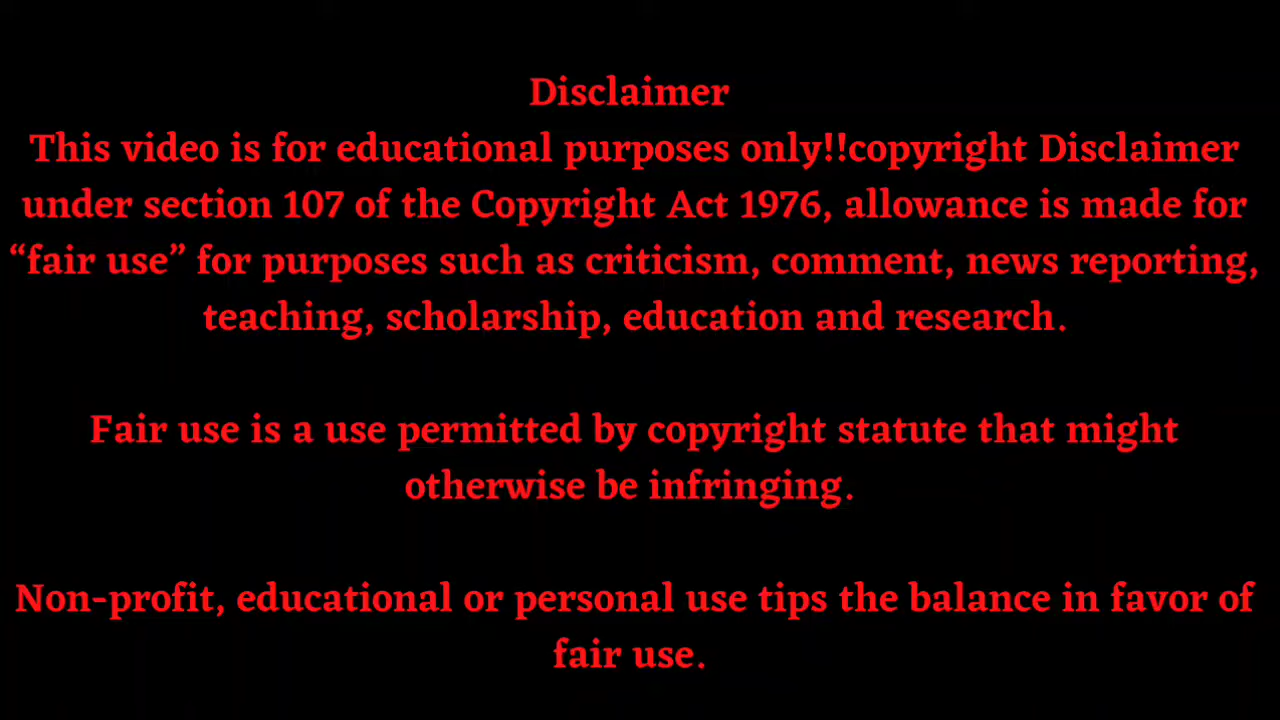 Disclaimer
This video is for educational purposes only!!copyright Disclaimer
under section 107 of the Copyright Act 1976, allowance is made for
“fair use” for purposes such as criticism, comment, news reporting,
teaching, scholarship, education and research.
Fair use is a use permitted by copyright statute that might
otherwise be infringing.
Non-profit, educational or personal use tips the balance in favor of
fair use.